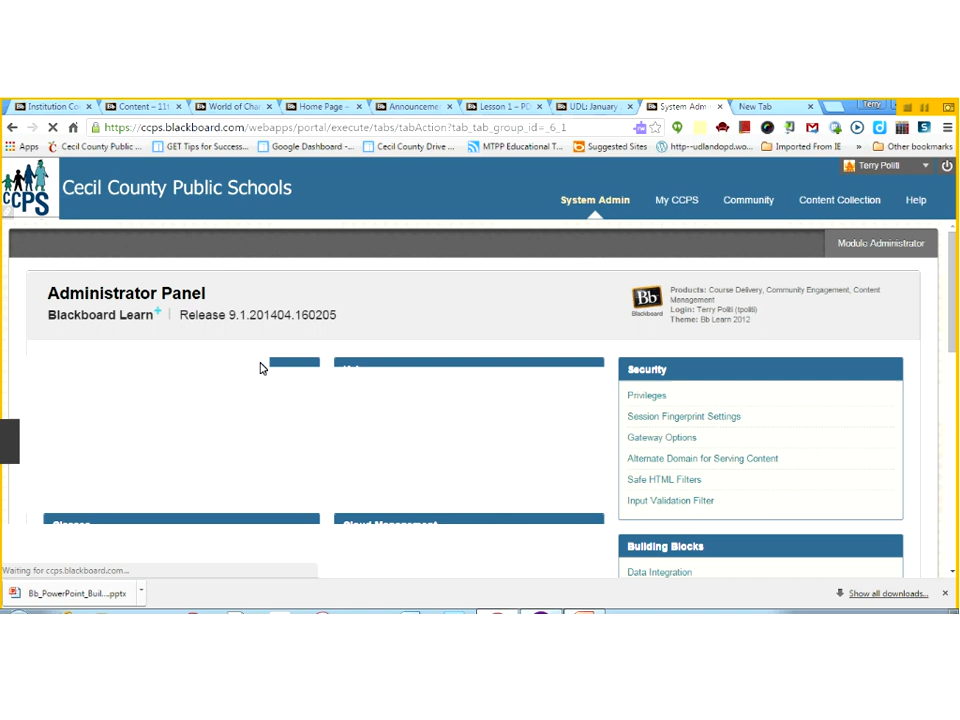 Institution Co
Content – 11t
World of Char
Home Page –
Announceme
Lesson 1 – PD
UDL: January
System Adm
New Tab
Terry
https://ccps.blackboard.com/webapps/portal/execute/tabs/tabAction?tab_tab_group_id=_6_1
Apps
Cecil County Public ...
GET Tips for Success...
Google Dashboard -...
Cecil County Drive ...
MTPP Educational T...
Suggested Sites
http--udlandopd.wo...
Imported From IE
»
Other bookmarks
CCPS
Cecil County Public Schools
Terry Politi
System Admin
My CCPS
Community
Content Collection
Help
Module Administrator
Administrator Panel
Blackboard Learn+ | Release 9.1.201404.160205
Bb
Blackboard
Products: Course Delivery, Community Engagement, Content
Management
Login: Terry Politi (tpoliti)
Theme: Bb Learn 2012
Security
Privileges
Session Fingerprint Settings
Gateway Options
Alternate Domain for Serving Content
Safe HTML Filters
Input Validation Filter
Cloud Management
Building Blocks
Data Integration
Waiting for ccps.blackboard.com...
Bb_PowerPoint_Buil....pptx
Show all downloads...